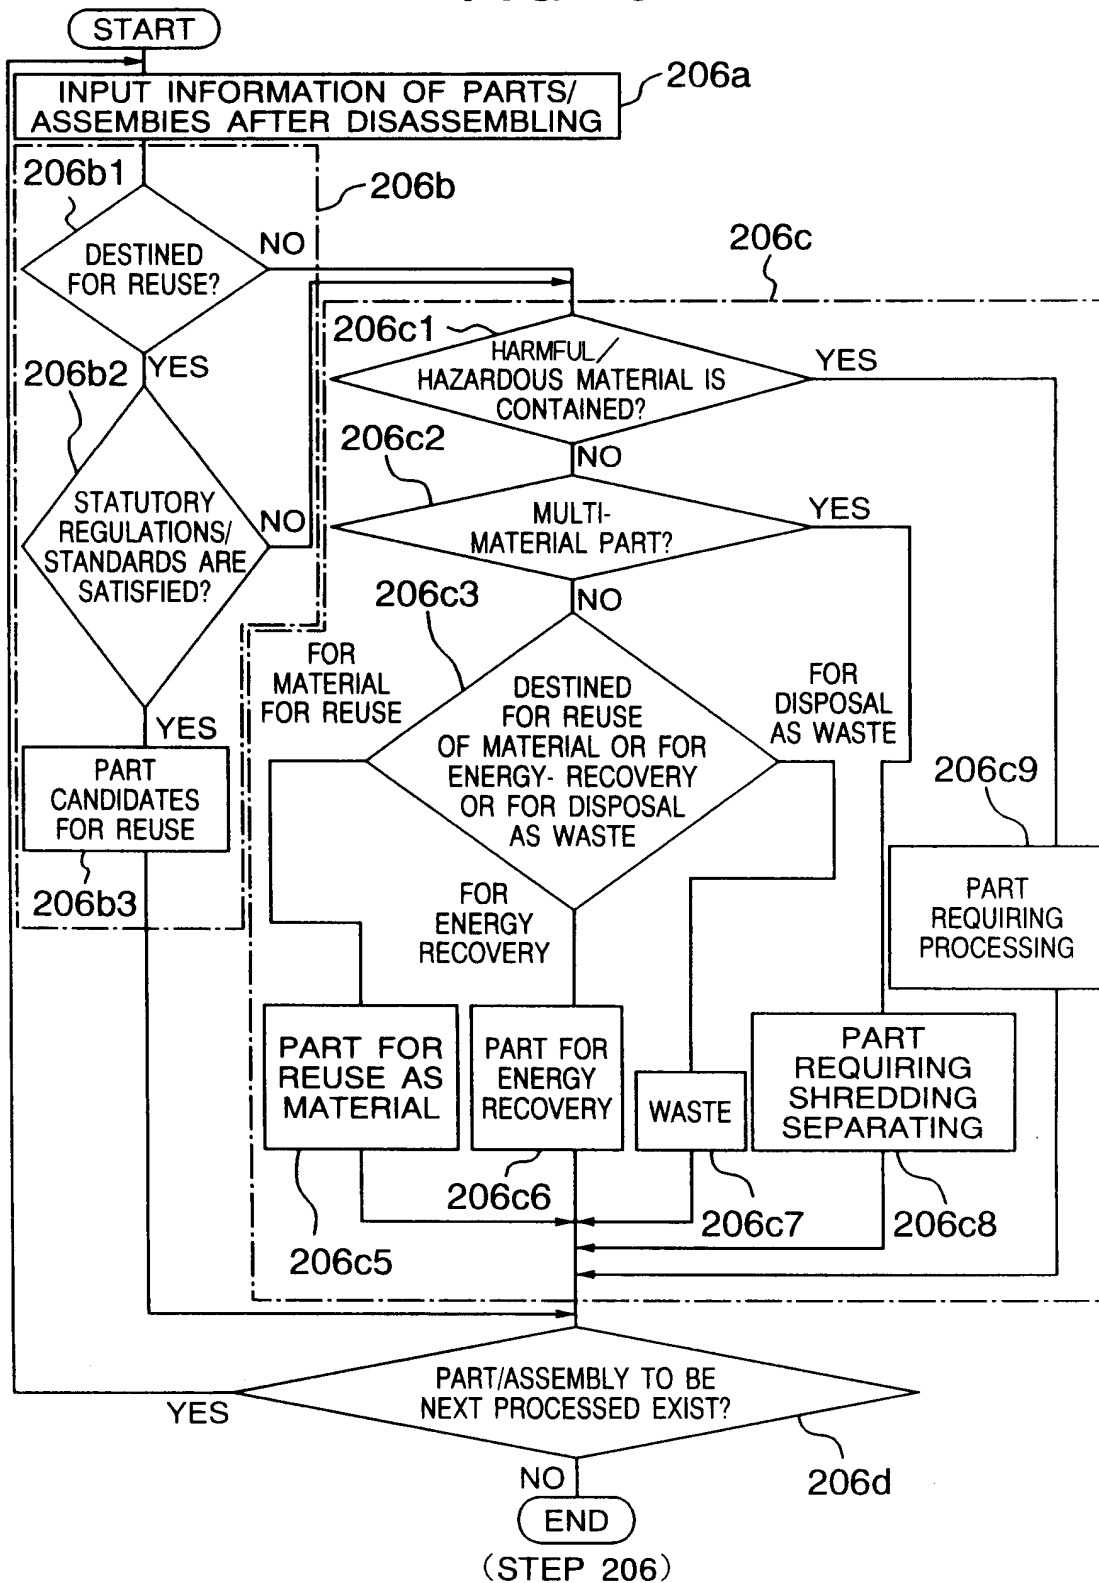 START
206a
INPUT INFORMATION OF PARTS/
ASSEMBIES AFTER DISASSEMBLING
206b1
206b
DESTINED
FOR REUSE?
NO
YES
206c
206b2
STATUTORY
REGULATIONS/
STANDARDS ARE
SATISFIED?
NO
YES
PART
CANDIDATES
FOR REUSE
206b3
206c1
HARMFUL/
HAZARDOUS MATERIAL IS
CONTAINED?
YES
NO
206c2
MULTI-
MATERIAL PART?
YES
NO
206c3
FOR
MATERIAL
FOR REUSE
DESTINED
FOR REUSE
OF MATERIAL OR FOR
ENERGY- RECOVERY
OR FOR DISPOSAL
AS WASTE
FOR
DISPOSAL
AS WASTE
FOR
ENERGY
RECOVERY
206c9
PART
REQUIRING
PROCESSING
PART FOR
REUSE AS
MATERIAL
206c5
PART FOR
ENERGY
RECOVERY
206c6
WASTE
206c7
PART
REQUIRING
SHREDDING
SEPARATING
206c8
PART/ASSEMBLY TO BE
NEXT PROCESSED EXIST?
YES
206d
NO
END
(STEP 206)